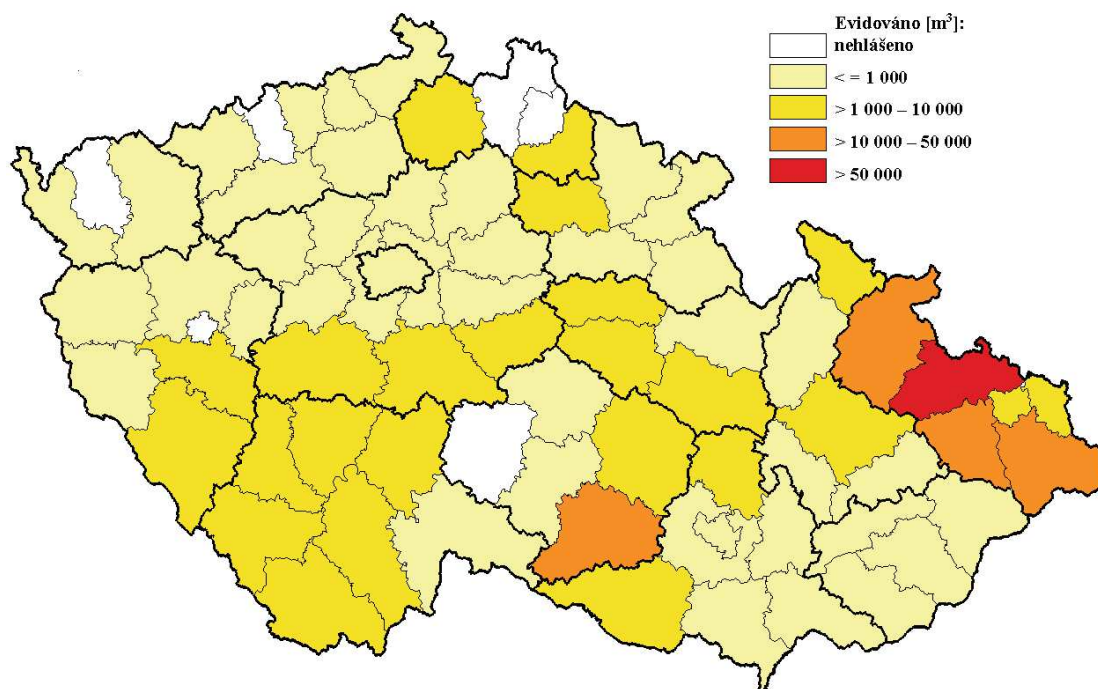 Evidováno [m³]:
nehlášeno
< = 1 000
> 1 000 – 10 000
> 10 000 – 50 000
> 50 000